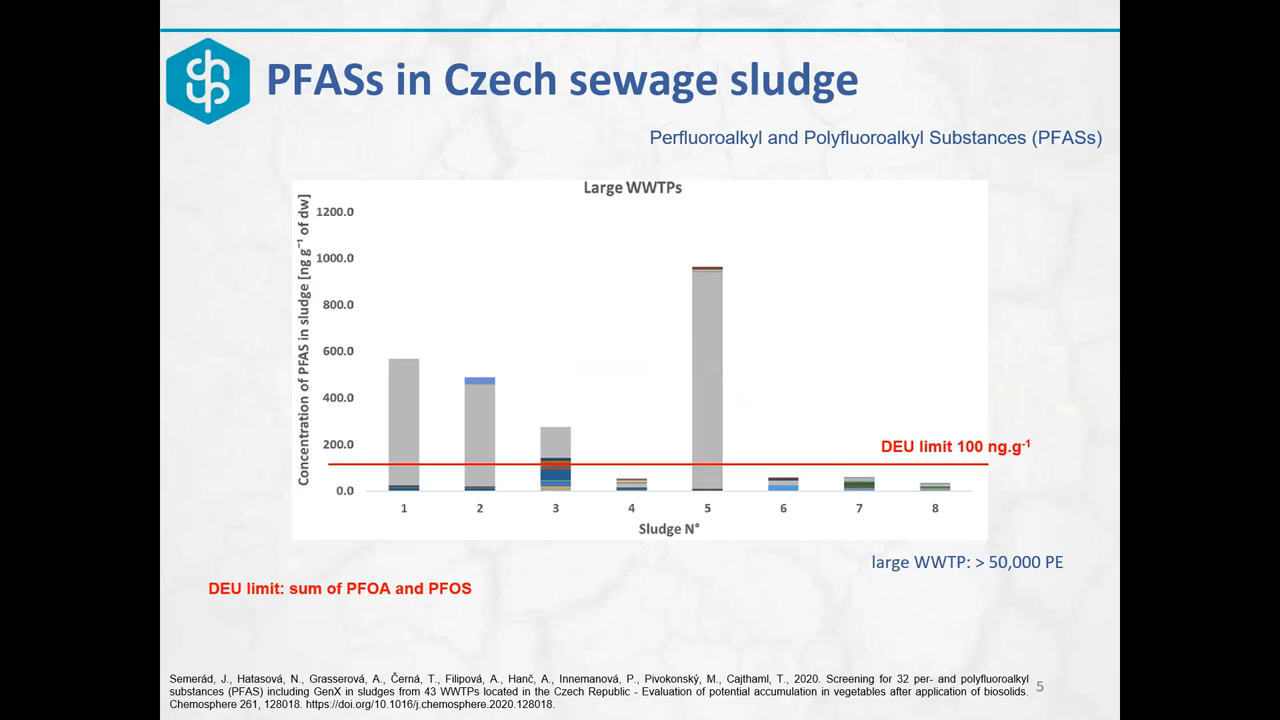 PFASs in Czech sewage sludge
Perfluoroalkyl and Polyfluoroalkyl Substances (PFASs)
Large WWTPs
Concentration of PFAS in sludge [ng g⁻¹ of dw]
1200.0
1000.0
800.0
600.0
400.0
200.0
0.0
DEU limit 100 ng.g⁻¹
1 2 3 4 5 6 7 8
Sludge N°
large WWTP: > 50,000 PE
DEU limit: sum of PFOA and PFOS
Semerád, J., Hatasová, N., Grasserová, A., Černá, T., Filipová, A., Hanč, A., Innemanová, P., Pivokonský, M., Cajthaml, T., 2020. Screening for 32 per- and polyfluoroalkyl
substances (PFAS) including GenX in sludges from 43 WWTPs located in the Czech Republic - Evaluation of potential accumulation in vegetables after application of biosolids.
Chemosphere 261, 128018. https://doi.org/10.1016/j.chemosphere.2020.128018.
5